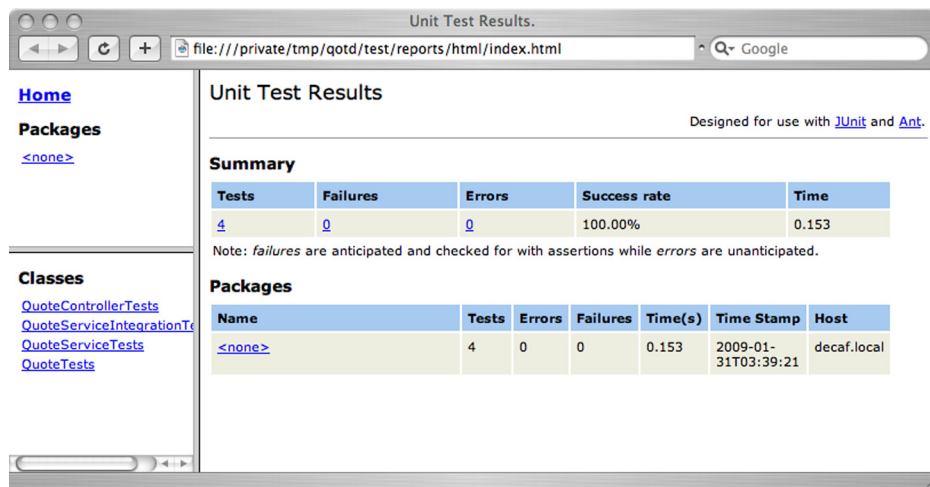 Unit Test Results.
file:///private/tmp/qotd/test/reports/html/index.html
Google
Home
Packages
<none>
Classes
QuoteControllerTests
QuoteServiceIntegrationTe
QuoteServiceTests
QuoteTests
Unit Test Results
Designed for use with JUnit and Ant.
Summary
Tests Failures Errors Success rate Time
4 0 0 100.00% 0.153
Note: failures are anticipated and checked for with assertions while errors are unanticipated.
Packages
Name Tests Errors Failures Time(s) Time Stamp Host
<none> 4 0 0 0.153 2009-01- decaf.local
31T03:39:21